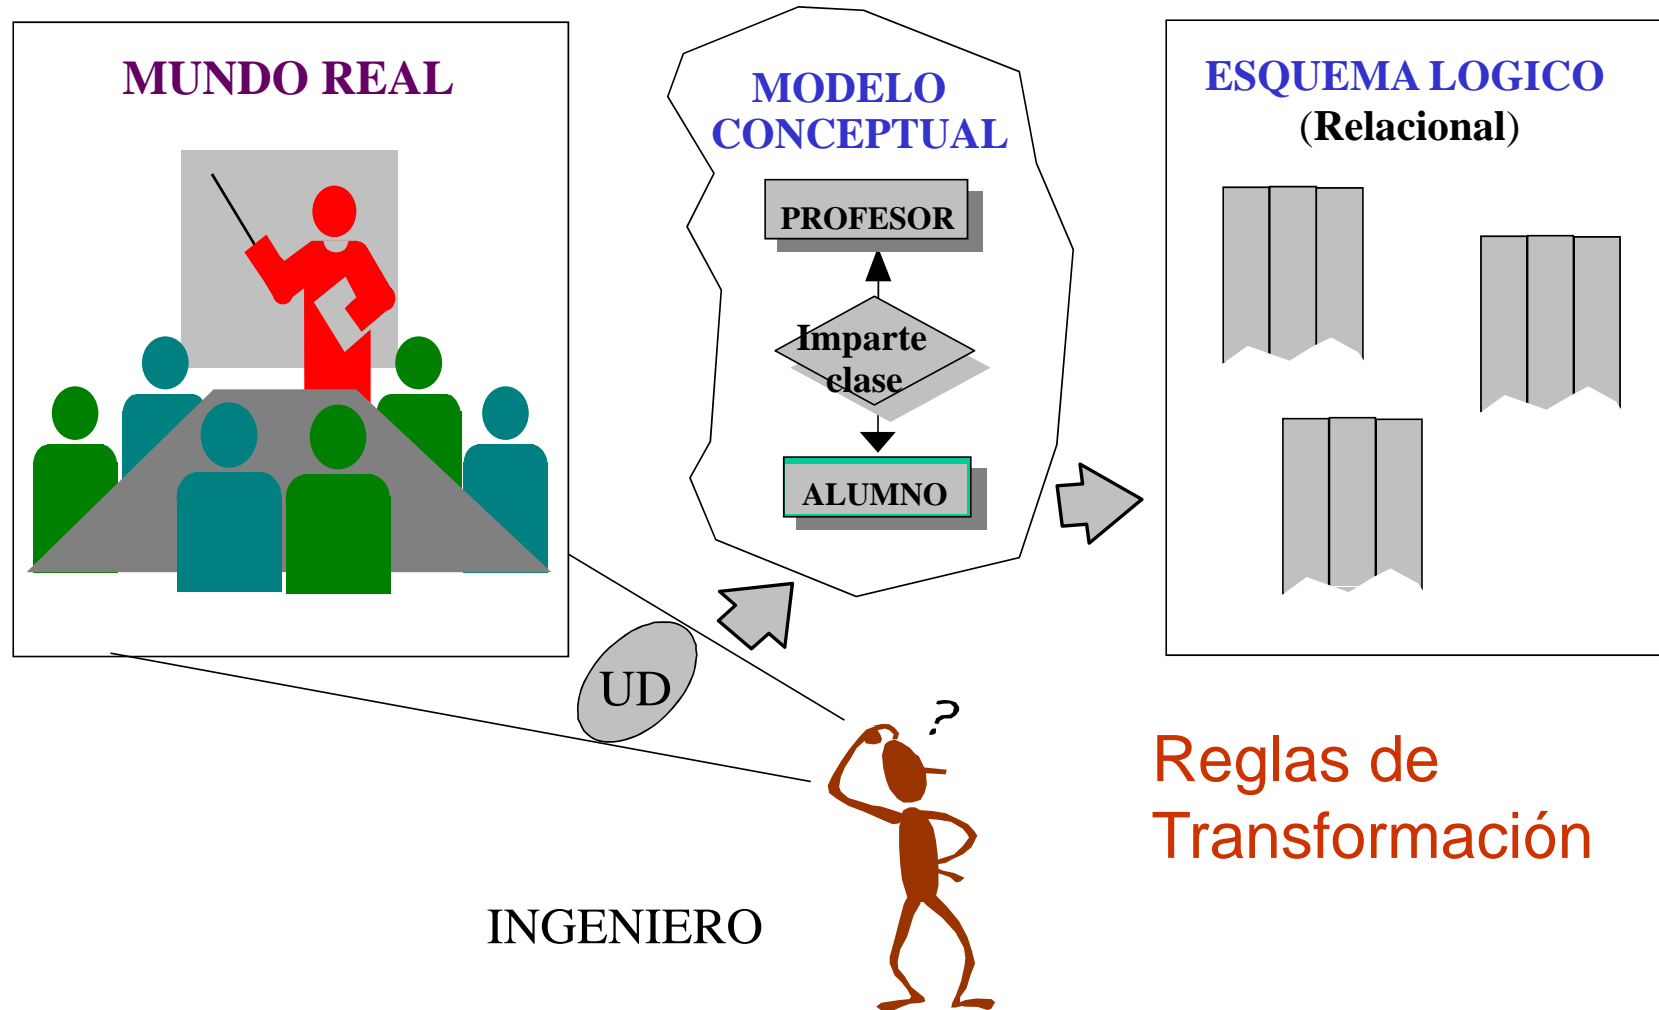 MUNDO REAL
MODELO
CONCEPTUAL
PROFESOR
Imparte
clase
ALUMNO
ESQUEMA LOGICO
(Relacional)
UD
?
INGENIERO
Reglas de
Transformación